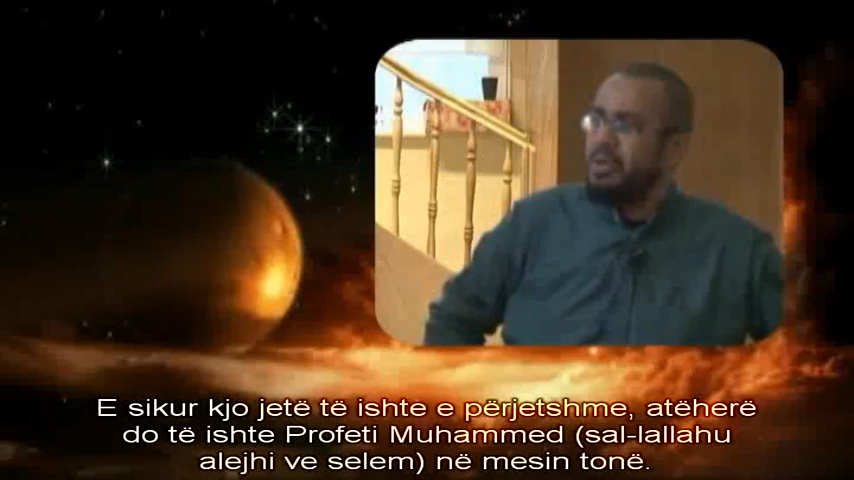 E sikur kjo jetë të ishte e përjetshme, atëherë
do të ishte Profeti Muhammed (sal-lallahu
alejhi ve selem) në mesin tonë.